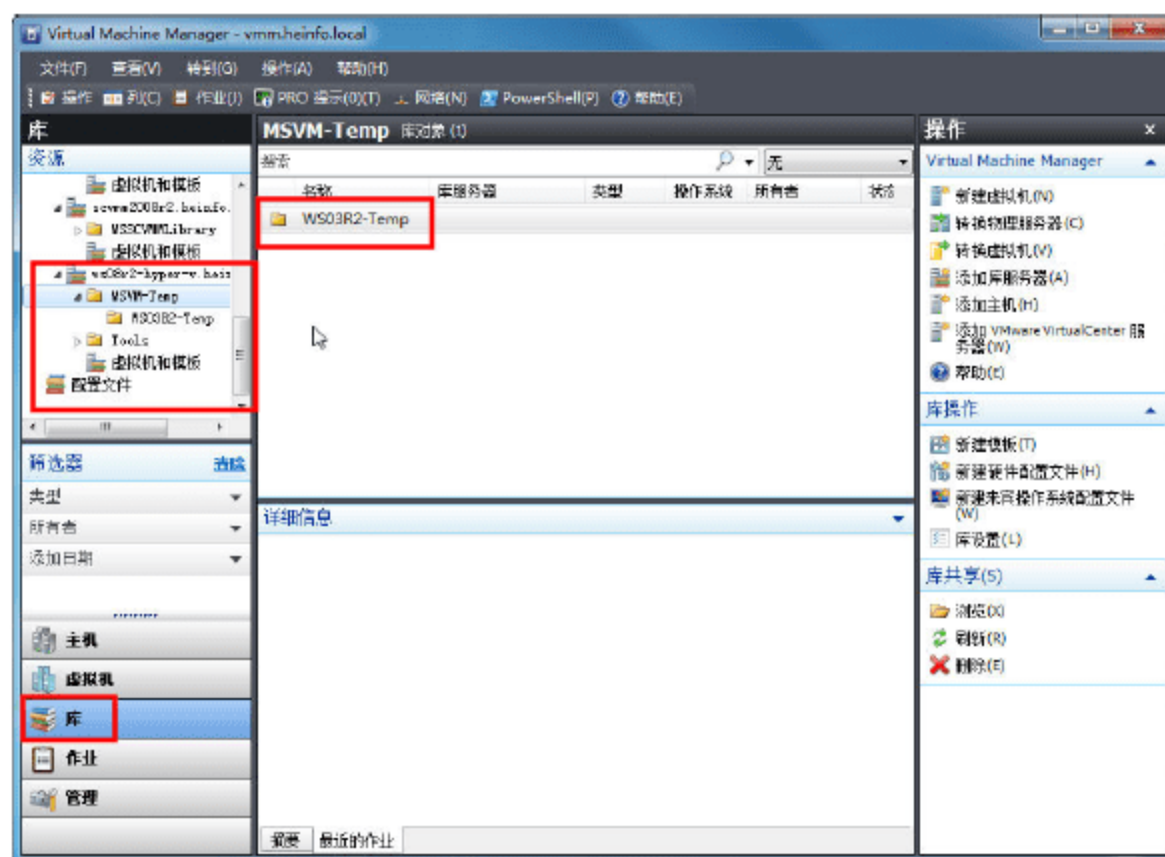 Virtual Machine Manager - vmm.heinfo.local
文件(F) 查看(V) 转到(G) 操作(A) 帮助(H)
操作 列(C) 作业(J) PRO 提示(0)(T) 网络(N) PowerShell(P) 帮助(E)
库
资源
虚拟机和模板
scvmm2008r2.heinfo.
MSSCVMMLibrary
虚拟机和模板
ws08r2-hyper-v.hein
MSVM-Temp
WS03R2-Temp
Tools
虚拟机和模板
配置文件
筛选器 清除
类型
所有者
添加日期
主机
虚拟机
库
作业
管理
MSVM-Temp 库对象 (1)
搜索 无
名称 库服务器 类型 操作系统 所有者 状态
WS03R2-Temp
详细信息
摘要 最近的作业
操作
Virtual Machine Manager
新建虚拟机(N)
转换物理服务器(C)
转换虚拟机(V)
添加库服务器(A)
添加主机(H)
添加 VMware VirtualCenter 服
务器(W)
帮助(E)
库操作
新建模板(T)
新建硬件配置文件(H)
新建来宾操作系统配置文件
(W)
库设置(L)
库共享(S)
浏览(X)
刷新(R)
删除(E)